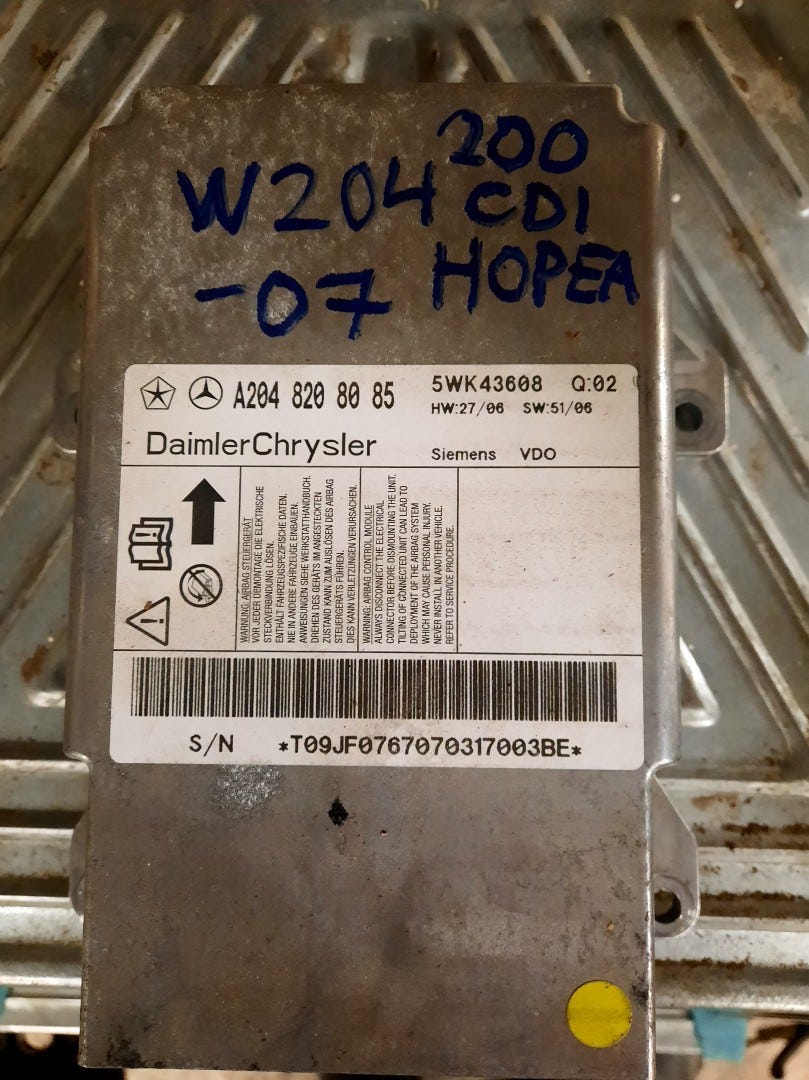 200
W204 CDI
-07 HOPEA
A204 820 80 85
5WK43608 Q:02
HW:27/06 SW:51/06
DaimlerChrysler
Siemens VDO
WARNUNG: AIRBAG STEUERGERÄT
VOR JEDER DEMONTAGE DIE ELEKTRISCHE
STECKVERBINDUNG LÖSEN.
ENTHÄLT FAHRZEUGSPEZIFISCHE DATEN.
NIE IN ANDERE FAHRZEUGE EINBAUEN.
ANWEISUNGEN SIEHE WERKSTATTHANDBUCH.
DREHEN DES GERÄTS IM ANGESTECKTEN
ZUSTAND KANN ZUM AUSLÖSEN DES AIRBAG
STEUERGERÄTS FÜHREN.
DIES KANN VERLETZUNGEN VERURSACHEN.
WARNING: AIRBAG CONTROL MODULE
ALWAYS DISCONNECT THE ELECTRICAL
CONNECTOR BEFORE DISMOUNTING THE UNIT.
TILTING OF CONNECTED UNIT CAN LEAD TO
DEPLOYMENT OF THE AIRBAG SYSTEM
WHICH MAY CAUSE PERSONAL INJURY.
NEVER INSTALL IN ANOTHER VEHICLE.
REFER TO SERVICE PROCEDURE.
S/N *T09JF0767070317003BE*